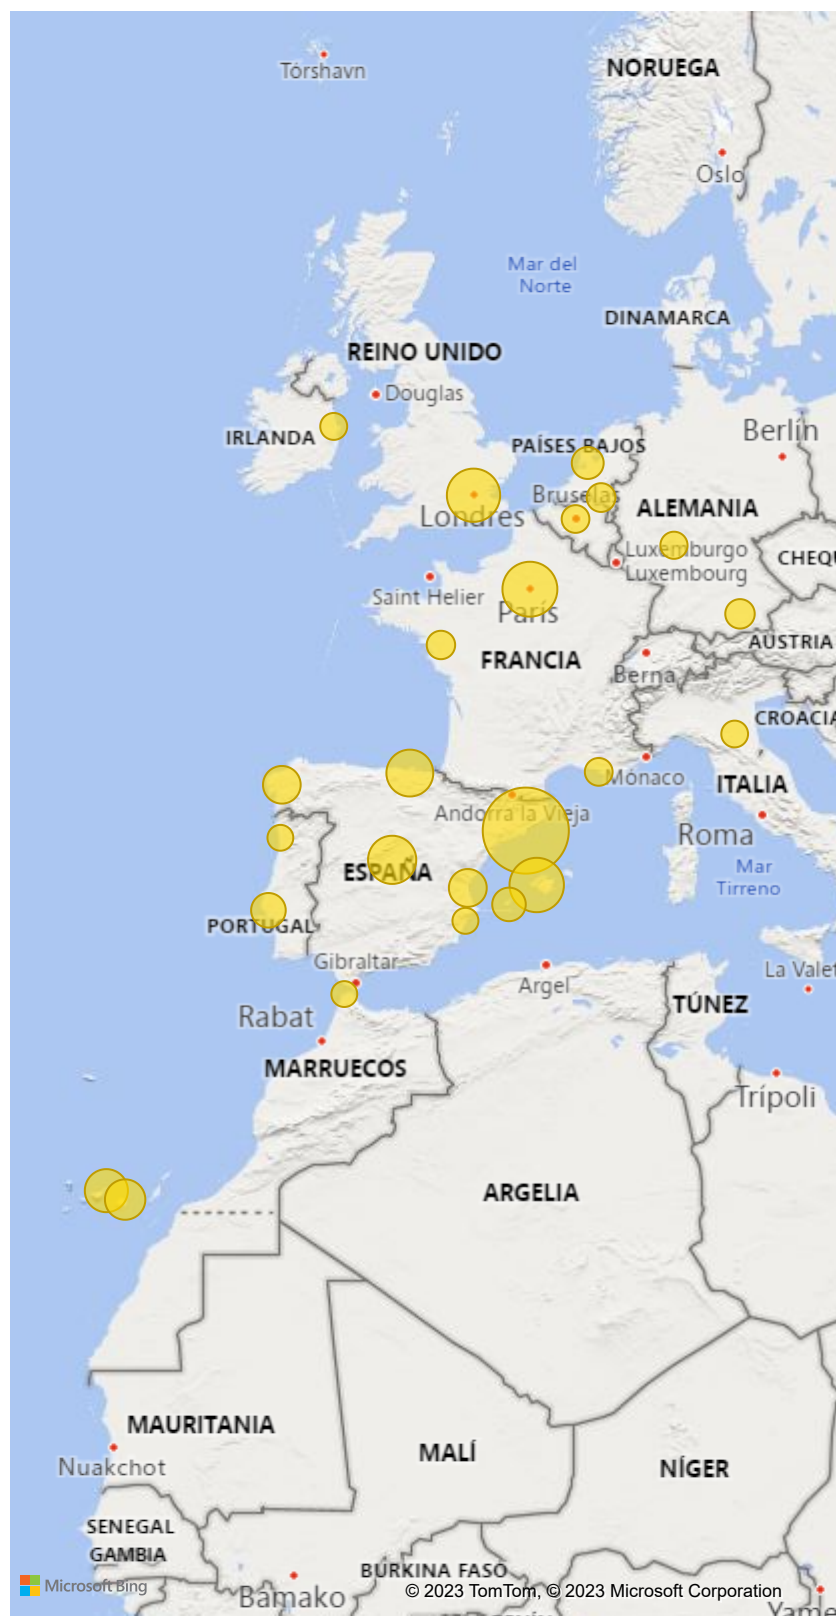 NORUEGA
Tórshavn
Oslo
Mar del
Norte
DINAMARCA
REINO UNIDO
Douglas
Berlín
IRLANDA
PAÍSES BAJOS
Bruselas
ALEMANIA
Londres
Luxemburgo
Luxembourg
CHEQU
Saint Helier
París
AUSTRIA
FRANCIA
Berna
CROACIA
Mónaco
ITALIA
Andorra la Vieja
Roma
ESPAÑA
Mar
Tirreno
PORTUGAL
Gibraltar
Argel
La Valet
Rabat
TÚNEZ
MARRUECOS
Trípoli
ARGELIA
MAURITANIA
MALÍ
NÍGER
Nuakchot
SENEGAL
GAMBIA
BURKINA FASO
Microsoft Bing
© 2023 TomTom, © 2023 Microsoft Corporation
Bamako